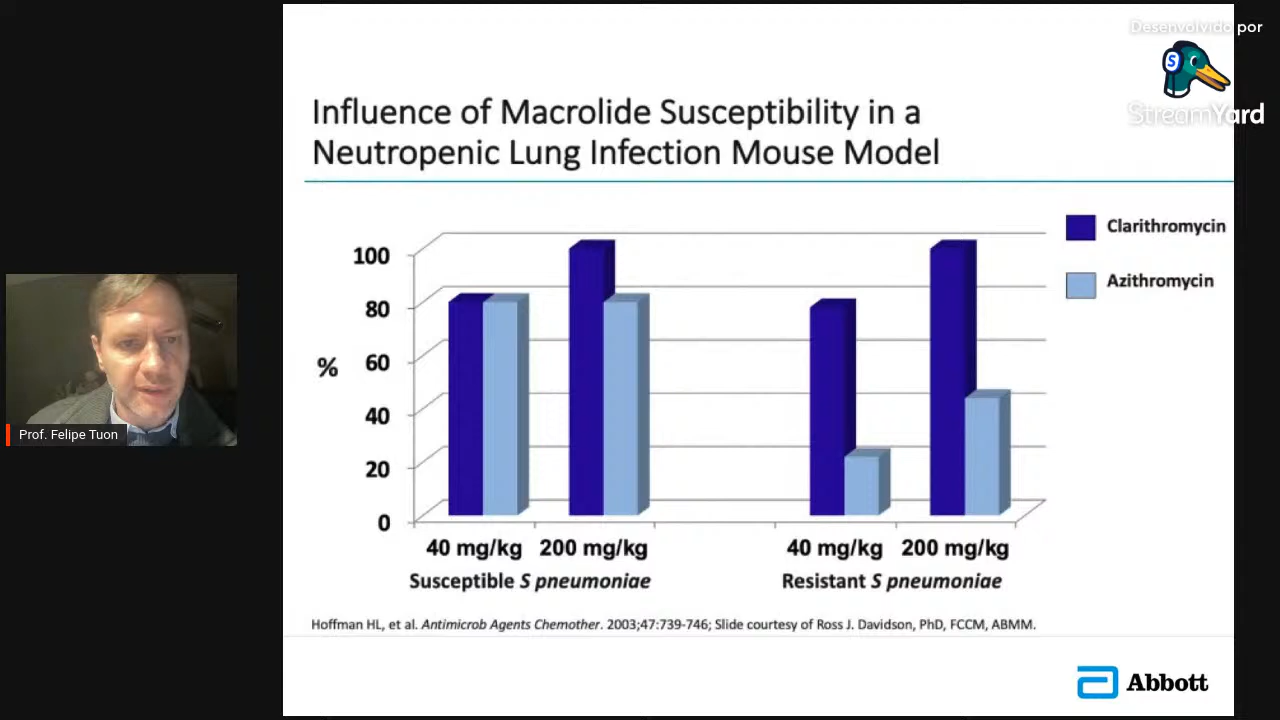 Desenvolvido por
S
StreamYard
Influence of Macrolide Susceptibility in a
Neutropenic Lung Infection Mouse Model
Clarithromycin
Azithromycin
100
80
60
40
20
0
%
40 mg/kg 200 mg/kg 40 mg/kg 200 mg/kg
Susceptible S pneumoniae Resistant S pneumoniae
Prof. Felipe Tuon
Hoffman HL, et al. Antimicrob Agents Chemother. 2003;47:739-746; Slide courtesy of Ross J. Davidson, PhD, FCCM, ABMM.
Abbott